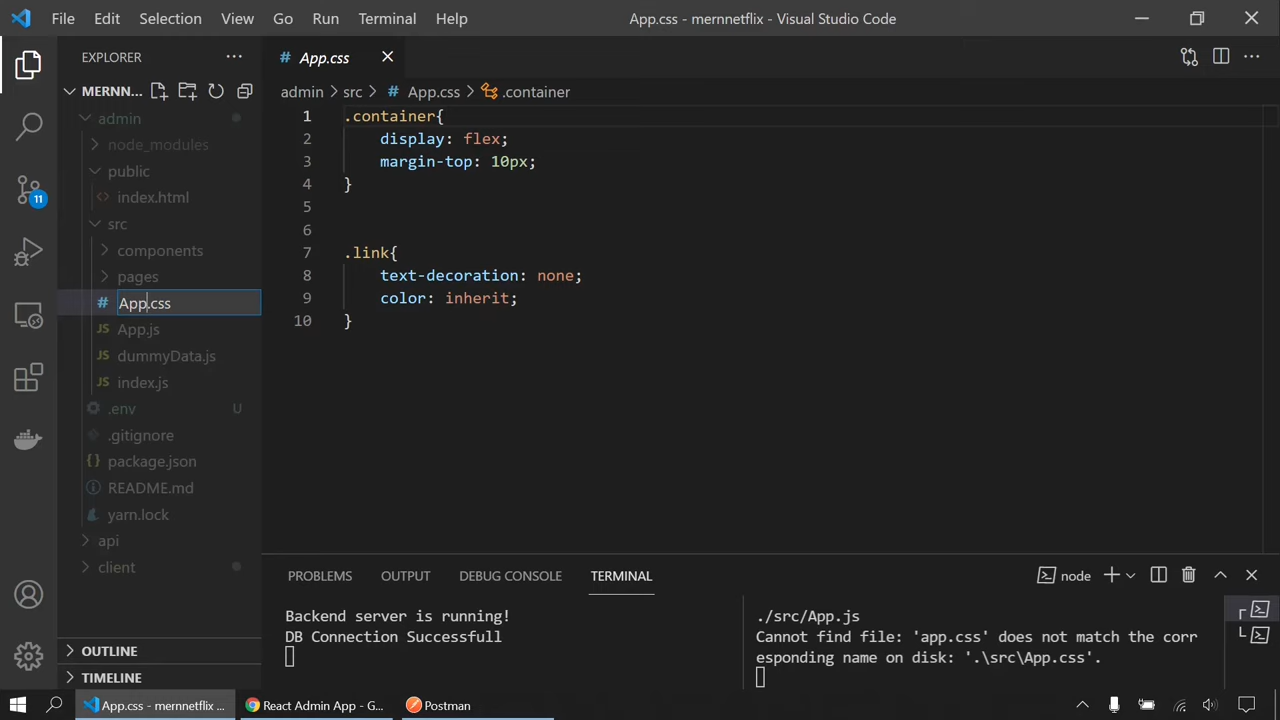 File Edit Selection View Go Run Terminal Help
App.css - mernnetflix - Visual Studio Code
EXPLORER
# App.css
MERNN...
admin > src > # App.css > .container
admin
node_modules
public
<> index.html
src
components
pages
# App.css
JS App.js
JS dummyData.js
JS index.js
.env U
.gitignore
{} package.json
README.md
yarn.lock
api
client
OUTLINE
TIMELINE
11
1 .container{
2 display: flex;
3 margin-top: 10px;
4 }
5
6
7 .link{
8 text-decoration: none;
9 color: inherit;
10 }
PROBLEMS OUTPUT DEBUG CONSOLE TERMINAL
node
Backend server is running!
DB Connection Successfull
./src/App.js
Cannot find file: 'app.css' does not match the corr
esponding name on disk: '.\src\App.css'.
App.css - mernnetflix ...
React Admin App - G...
Postman